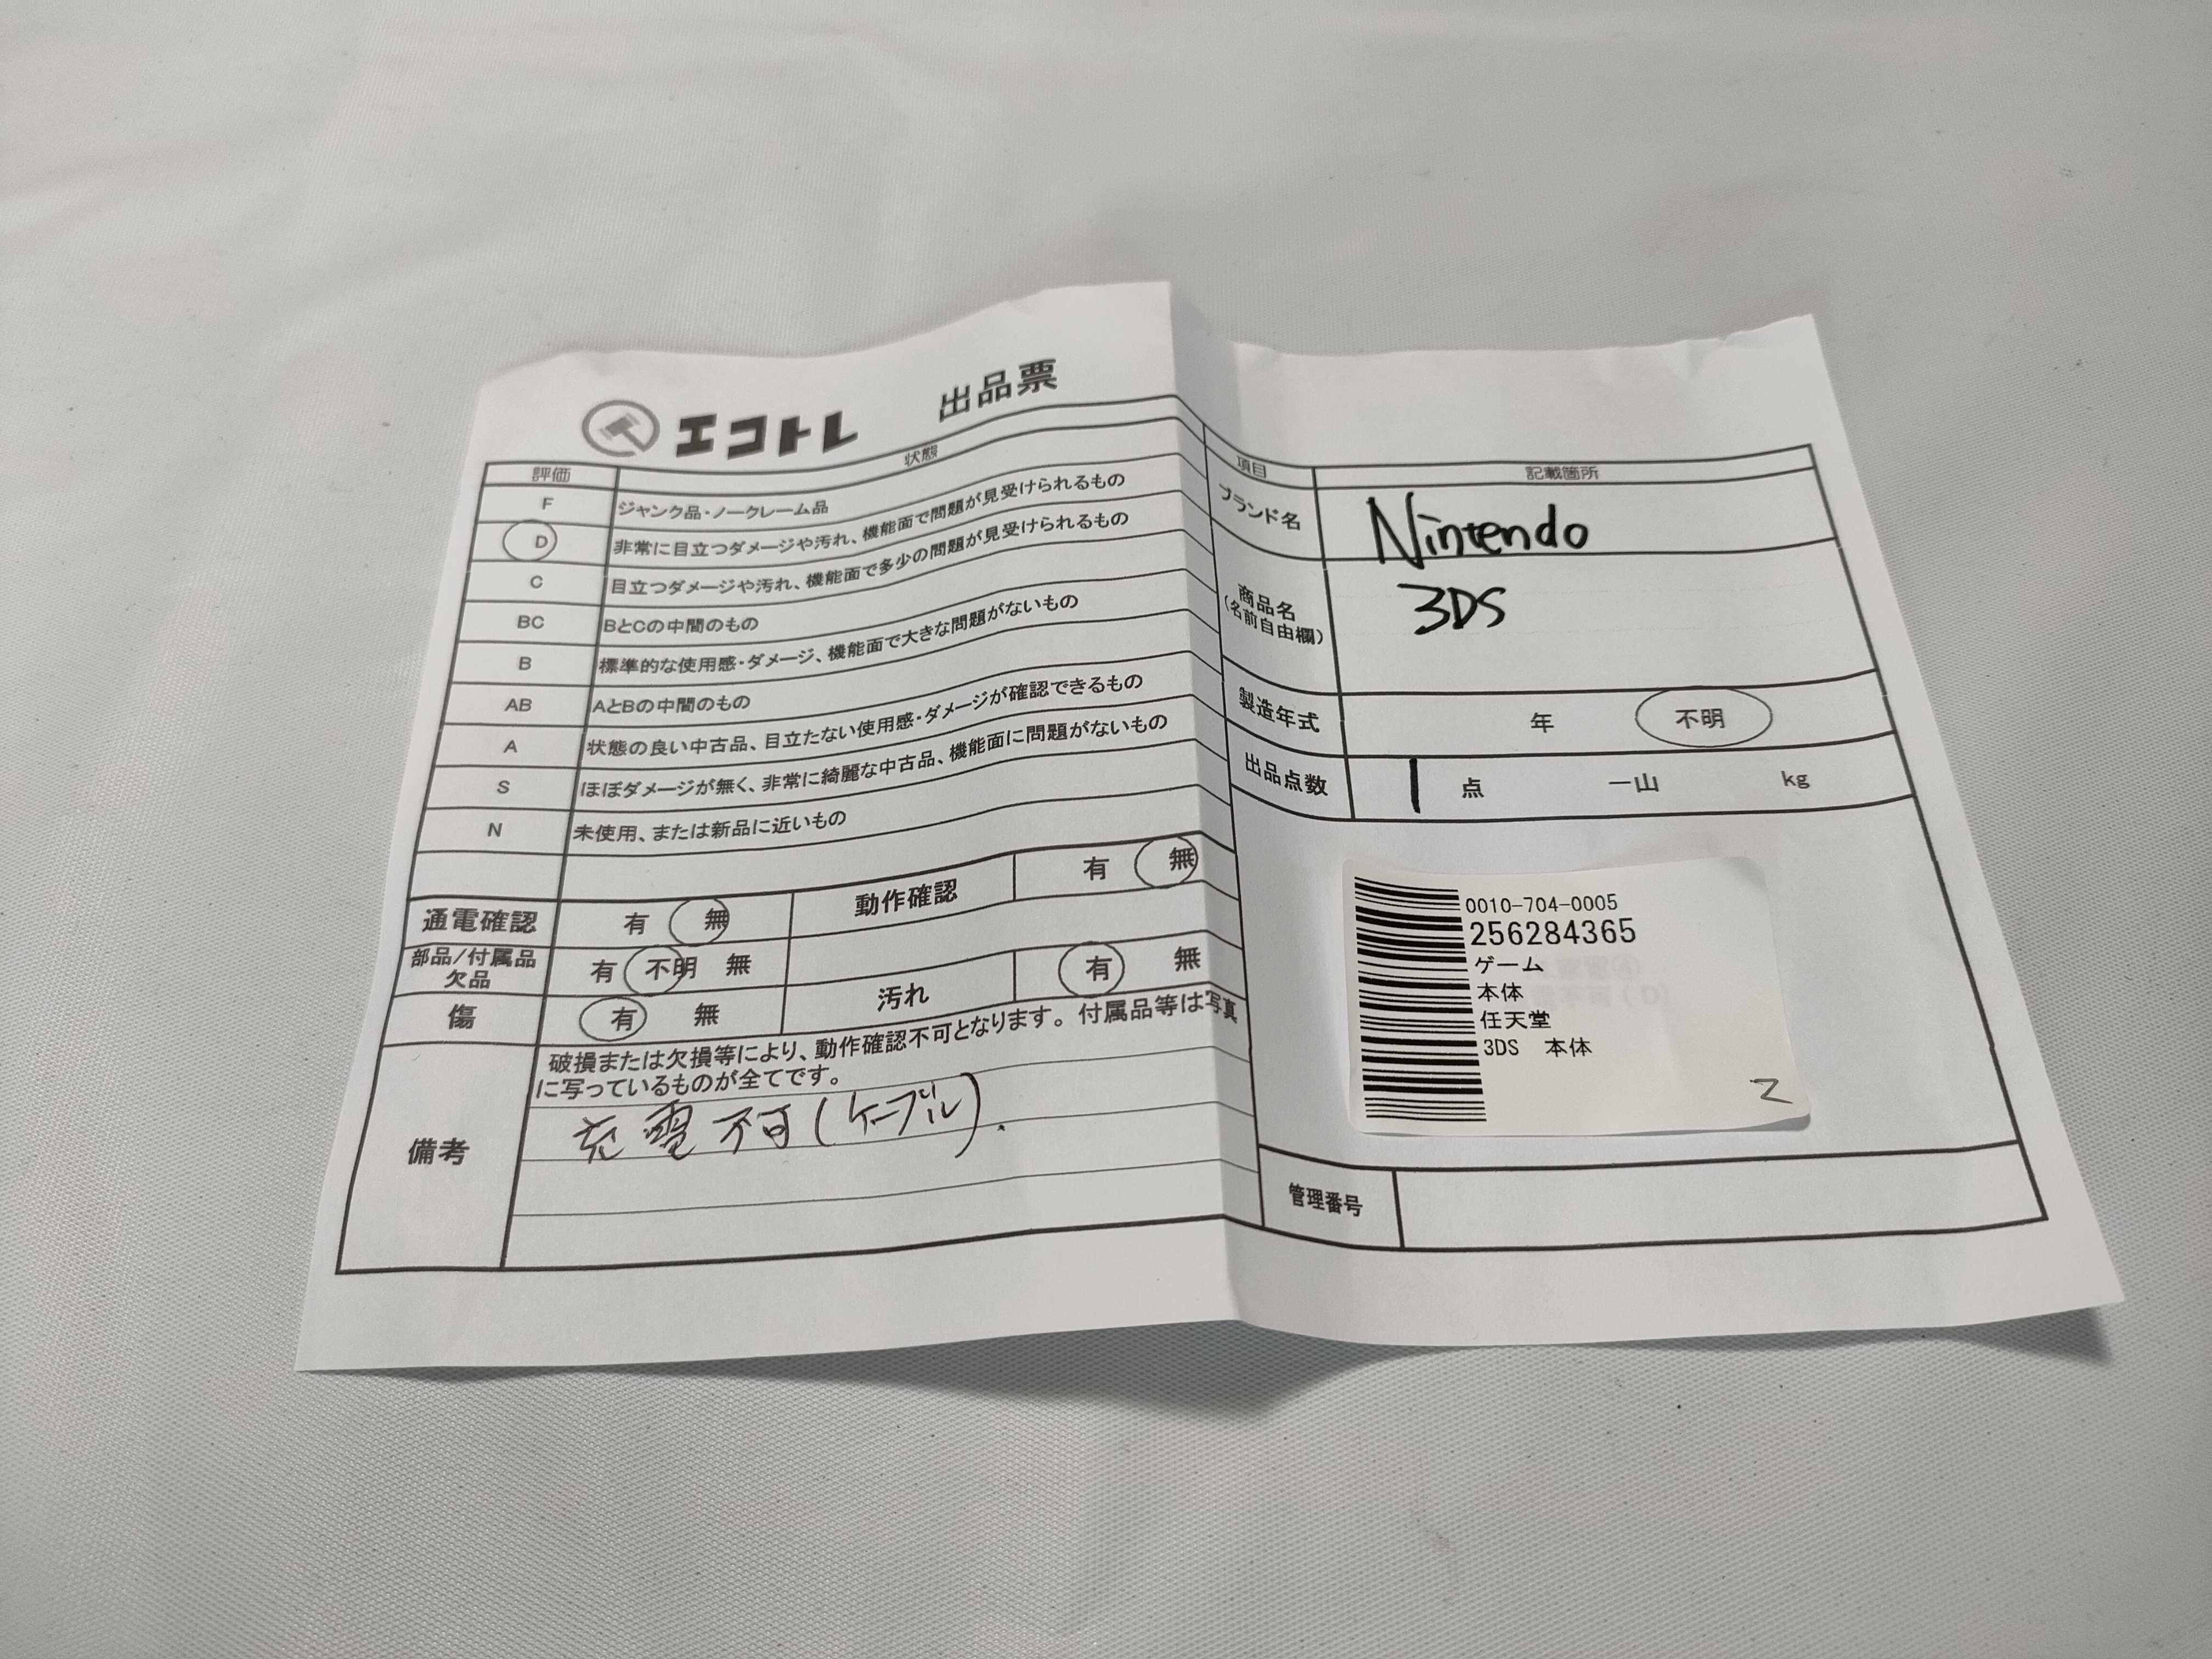 エコトレ 出品票
評価 状態
F ジャンク品・ノークレーム品
D 非常に目立つダメージや汚れ、機能面で問題が見受けられるもの
C 目立つダメージや汚れ、機能面で多少の問題が見受けられるもの
BC BとCの中間のもの
B 標準的な使用感・ダメージ、機能面で大きな問題がないもの
AB AとBの中間のもの
A 状態の良い中古品、目立たない使用感・ダメージが確認できるもの
S ほぼダメージが無く、非常に綺麗な中古品、機能面に問題がないもの
N 未使用、または新品に近いもの
通電確認 有 無 動作確認 有 無
部品/付属品
欠品 有 不明 無
傷 有 無 汚れ 有 無
備考
破損または欠損等により、動作確認不可となります。付属品等は写真
に写っているものが全てです。
充電不可(ケーブル).
項目 記載箇所
ブランド名 Nintendo
商品名
(名前自由欄) 3DS
製造年式 年 不明
出品点数 1 点 一山 kg
0010-704-0005
256284365
ゲーム
本体
任天堂
3DS 本体
管理番号